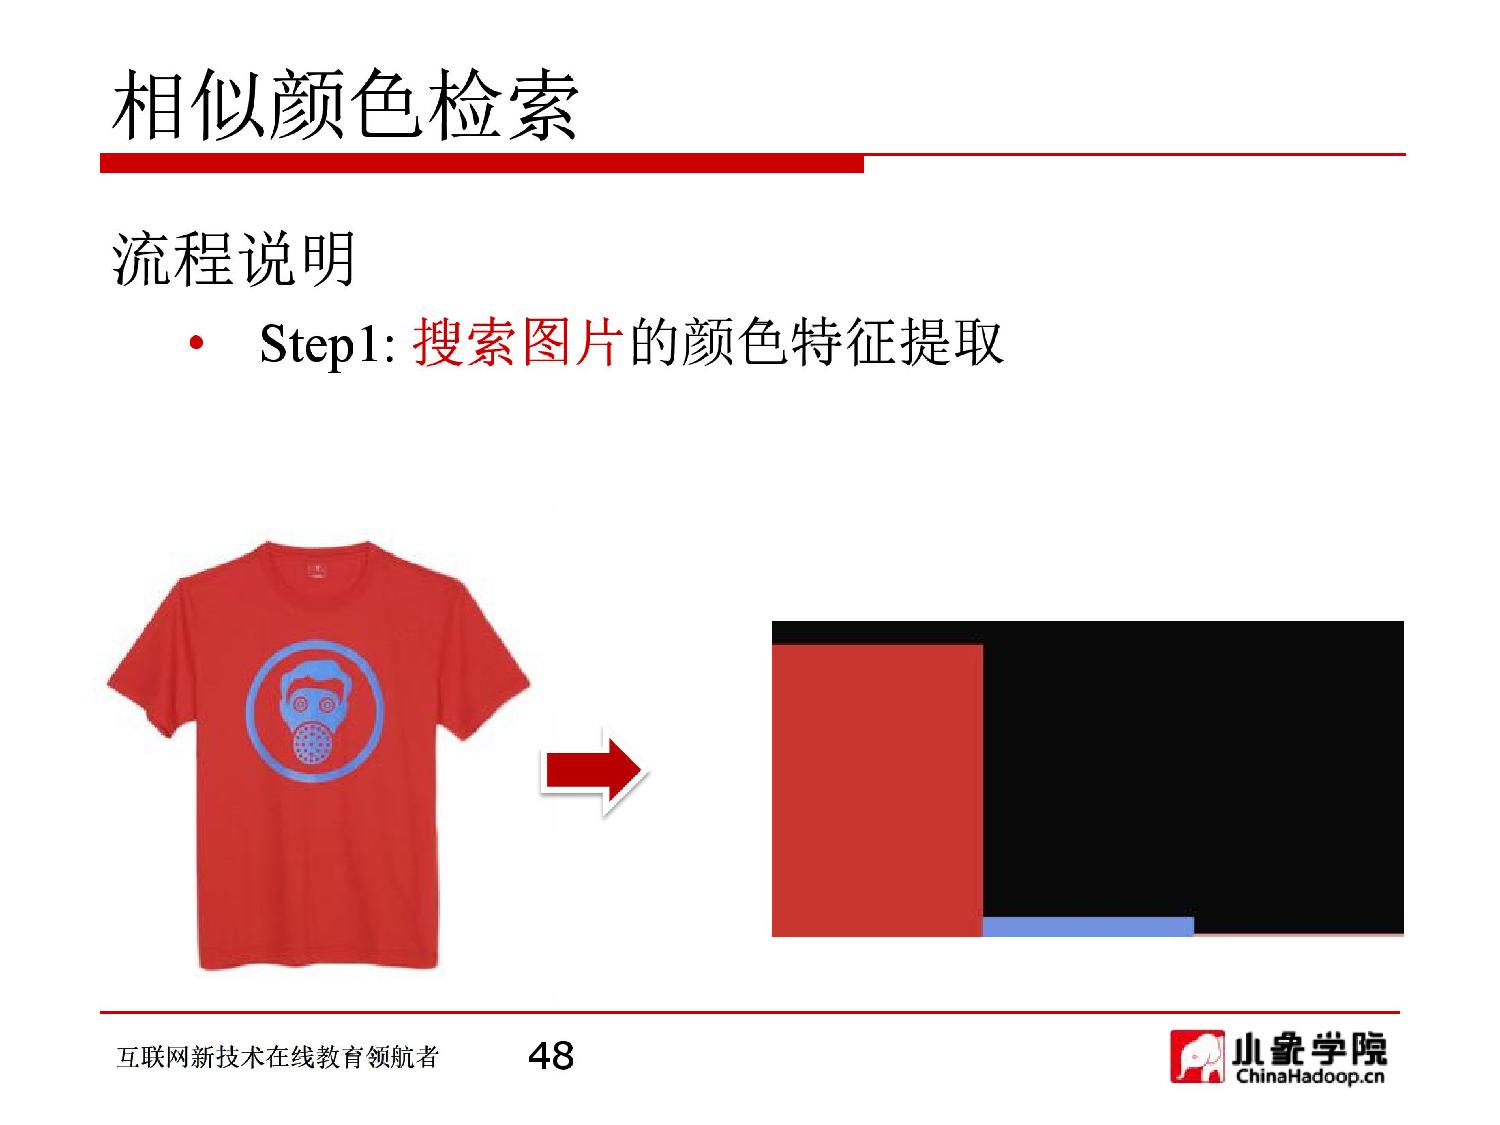 相似颜色检索
流程说明
• Step1: 搜索图片的颜色特征提取
互联网新技术在线教育领航者
48
小象学院
ChinaHadoop.cn